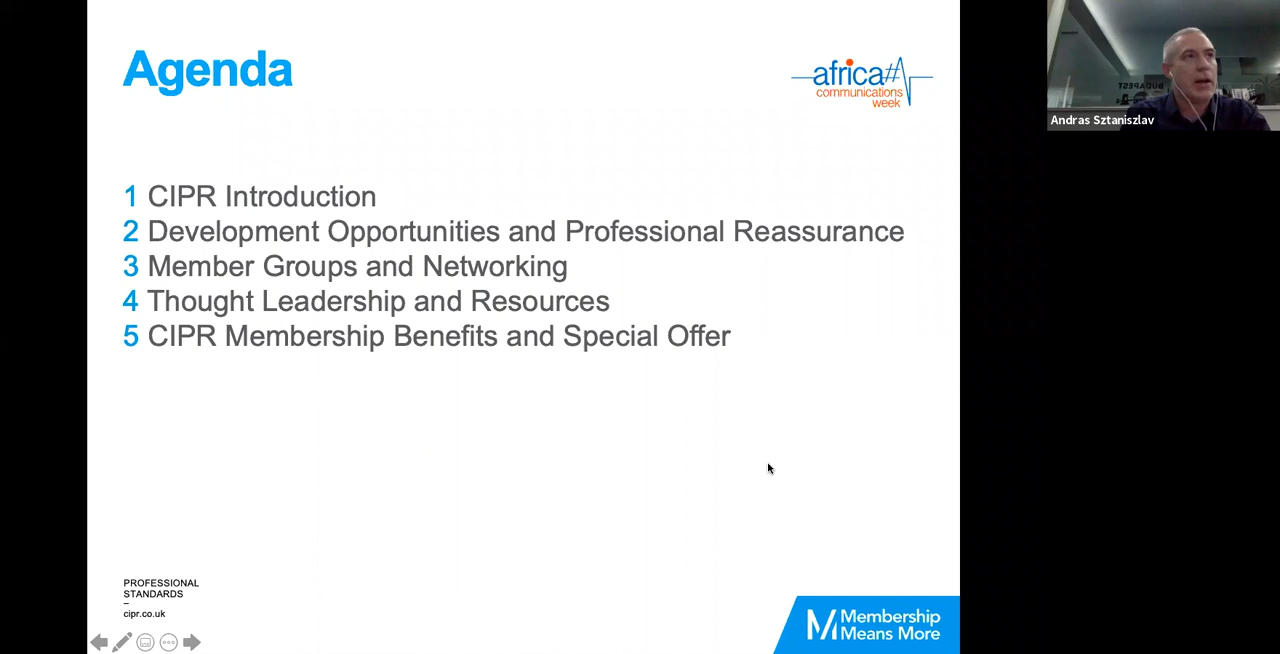 Agenda
africa#
communications
week
1 CIPR Introduction
2 Development Opportunities and Professional Reassurance
3 Member Groups and Networking
4 Thought Leadership and Resources
5 CIPR Membership Benefits and Special Offer
PROFESSIONAL
STANDARDS
–
cipr.co.uk
Membership
Means More
BUDAPEST
Andras Sztaniszlav